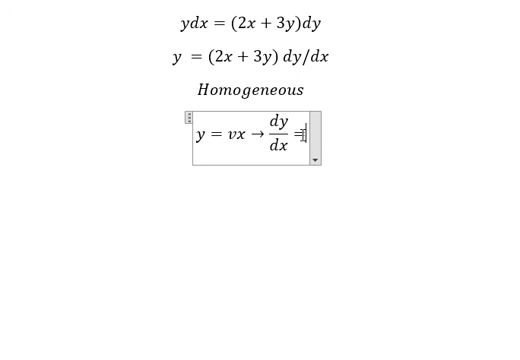 ydx = (2x + 3y)dy
y = (2x + 3y) dy/dx
Homogeneous
y = vx → dy/dx =